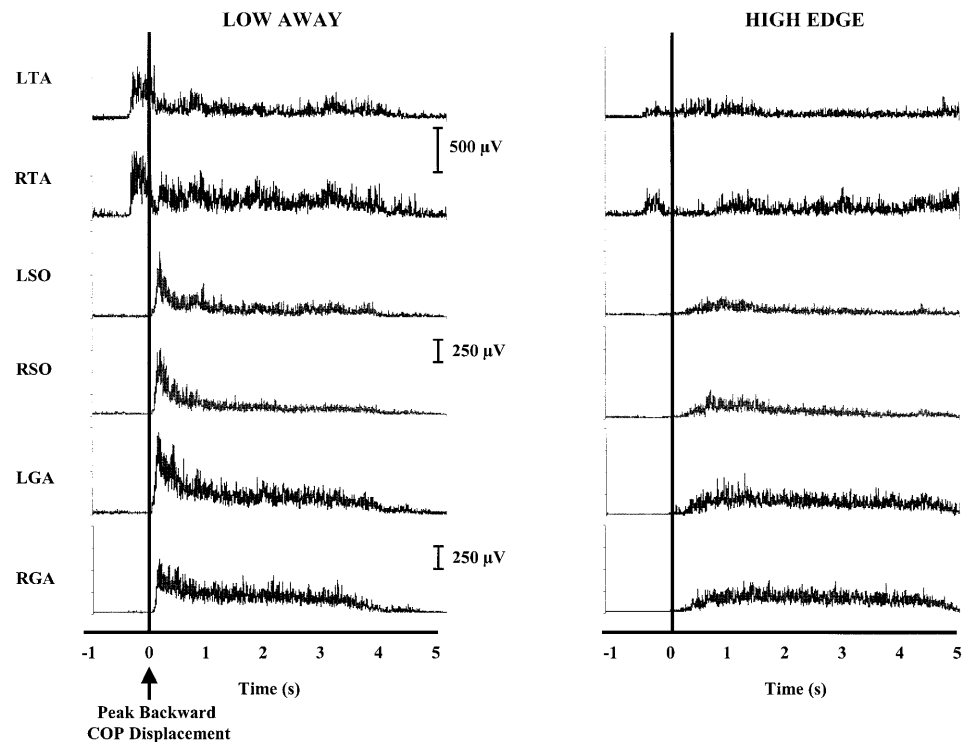 LOW AWAY
HIGH EDGE
LTA
500 µV
RTA
LSO
250 µV
RSO
LGA
250 µV
RGA
-1 0 1 2 3 4 5
-1 0 1 2 3 4 5
Time (s)
Time (s)
Peak Backward
COP Displacement